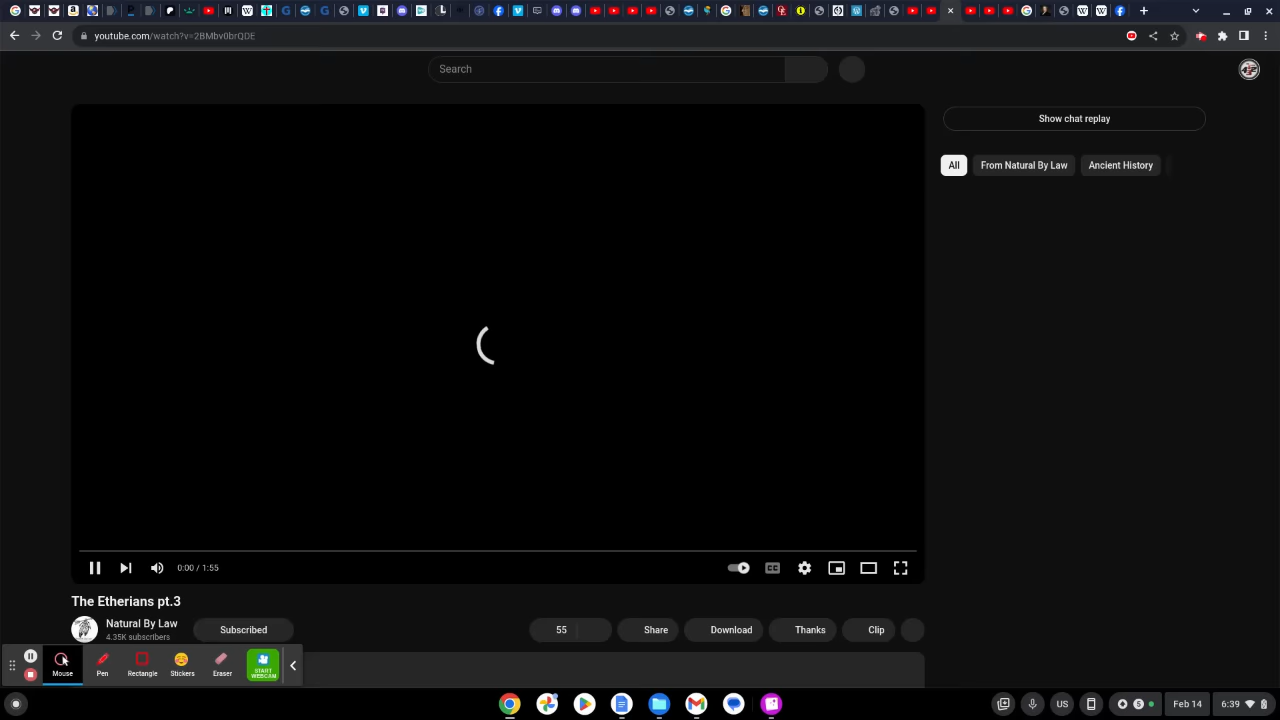 youtube.com/watch?v=2BMbv0brQDE
Search
Show chat replay
All
From Natural By Law
Ancient History
0:00 / 1:55
CC
The Etherians pt.3
Natural By Law
4.35K subscribers
Subscribed
55
Share
Download
Thanks
Clip
Mouse
Pen
Rectangle
Stickers
Eraser
START
WEBCAM
US
5
Feb 14
6:39